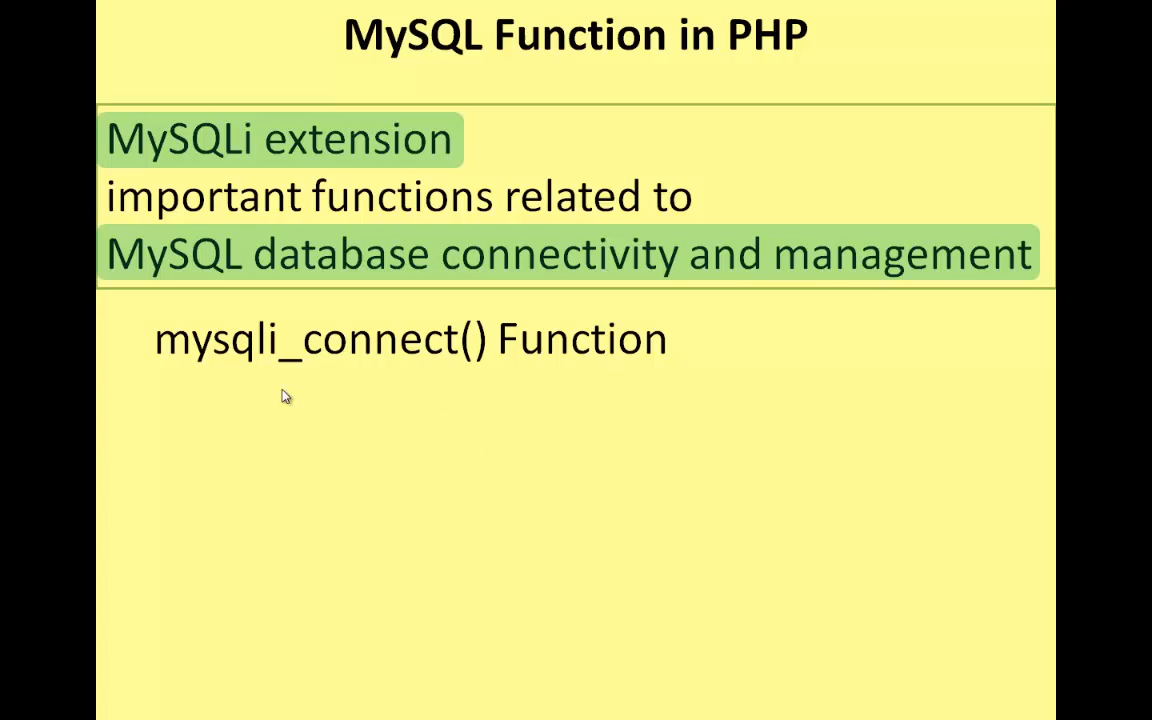 MySQL Function in PHP
MySQLi extension
important functions related to
MySQL database connectivity and management
mysqli_connect() Function